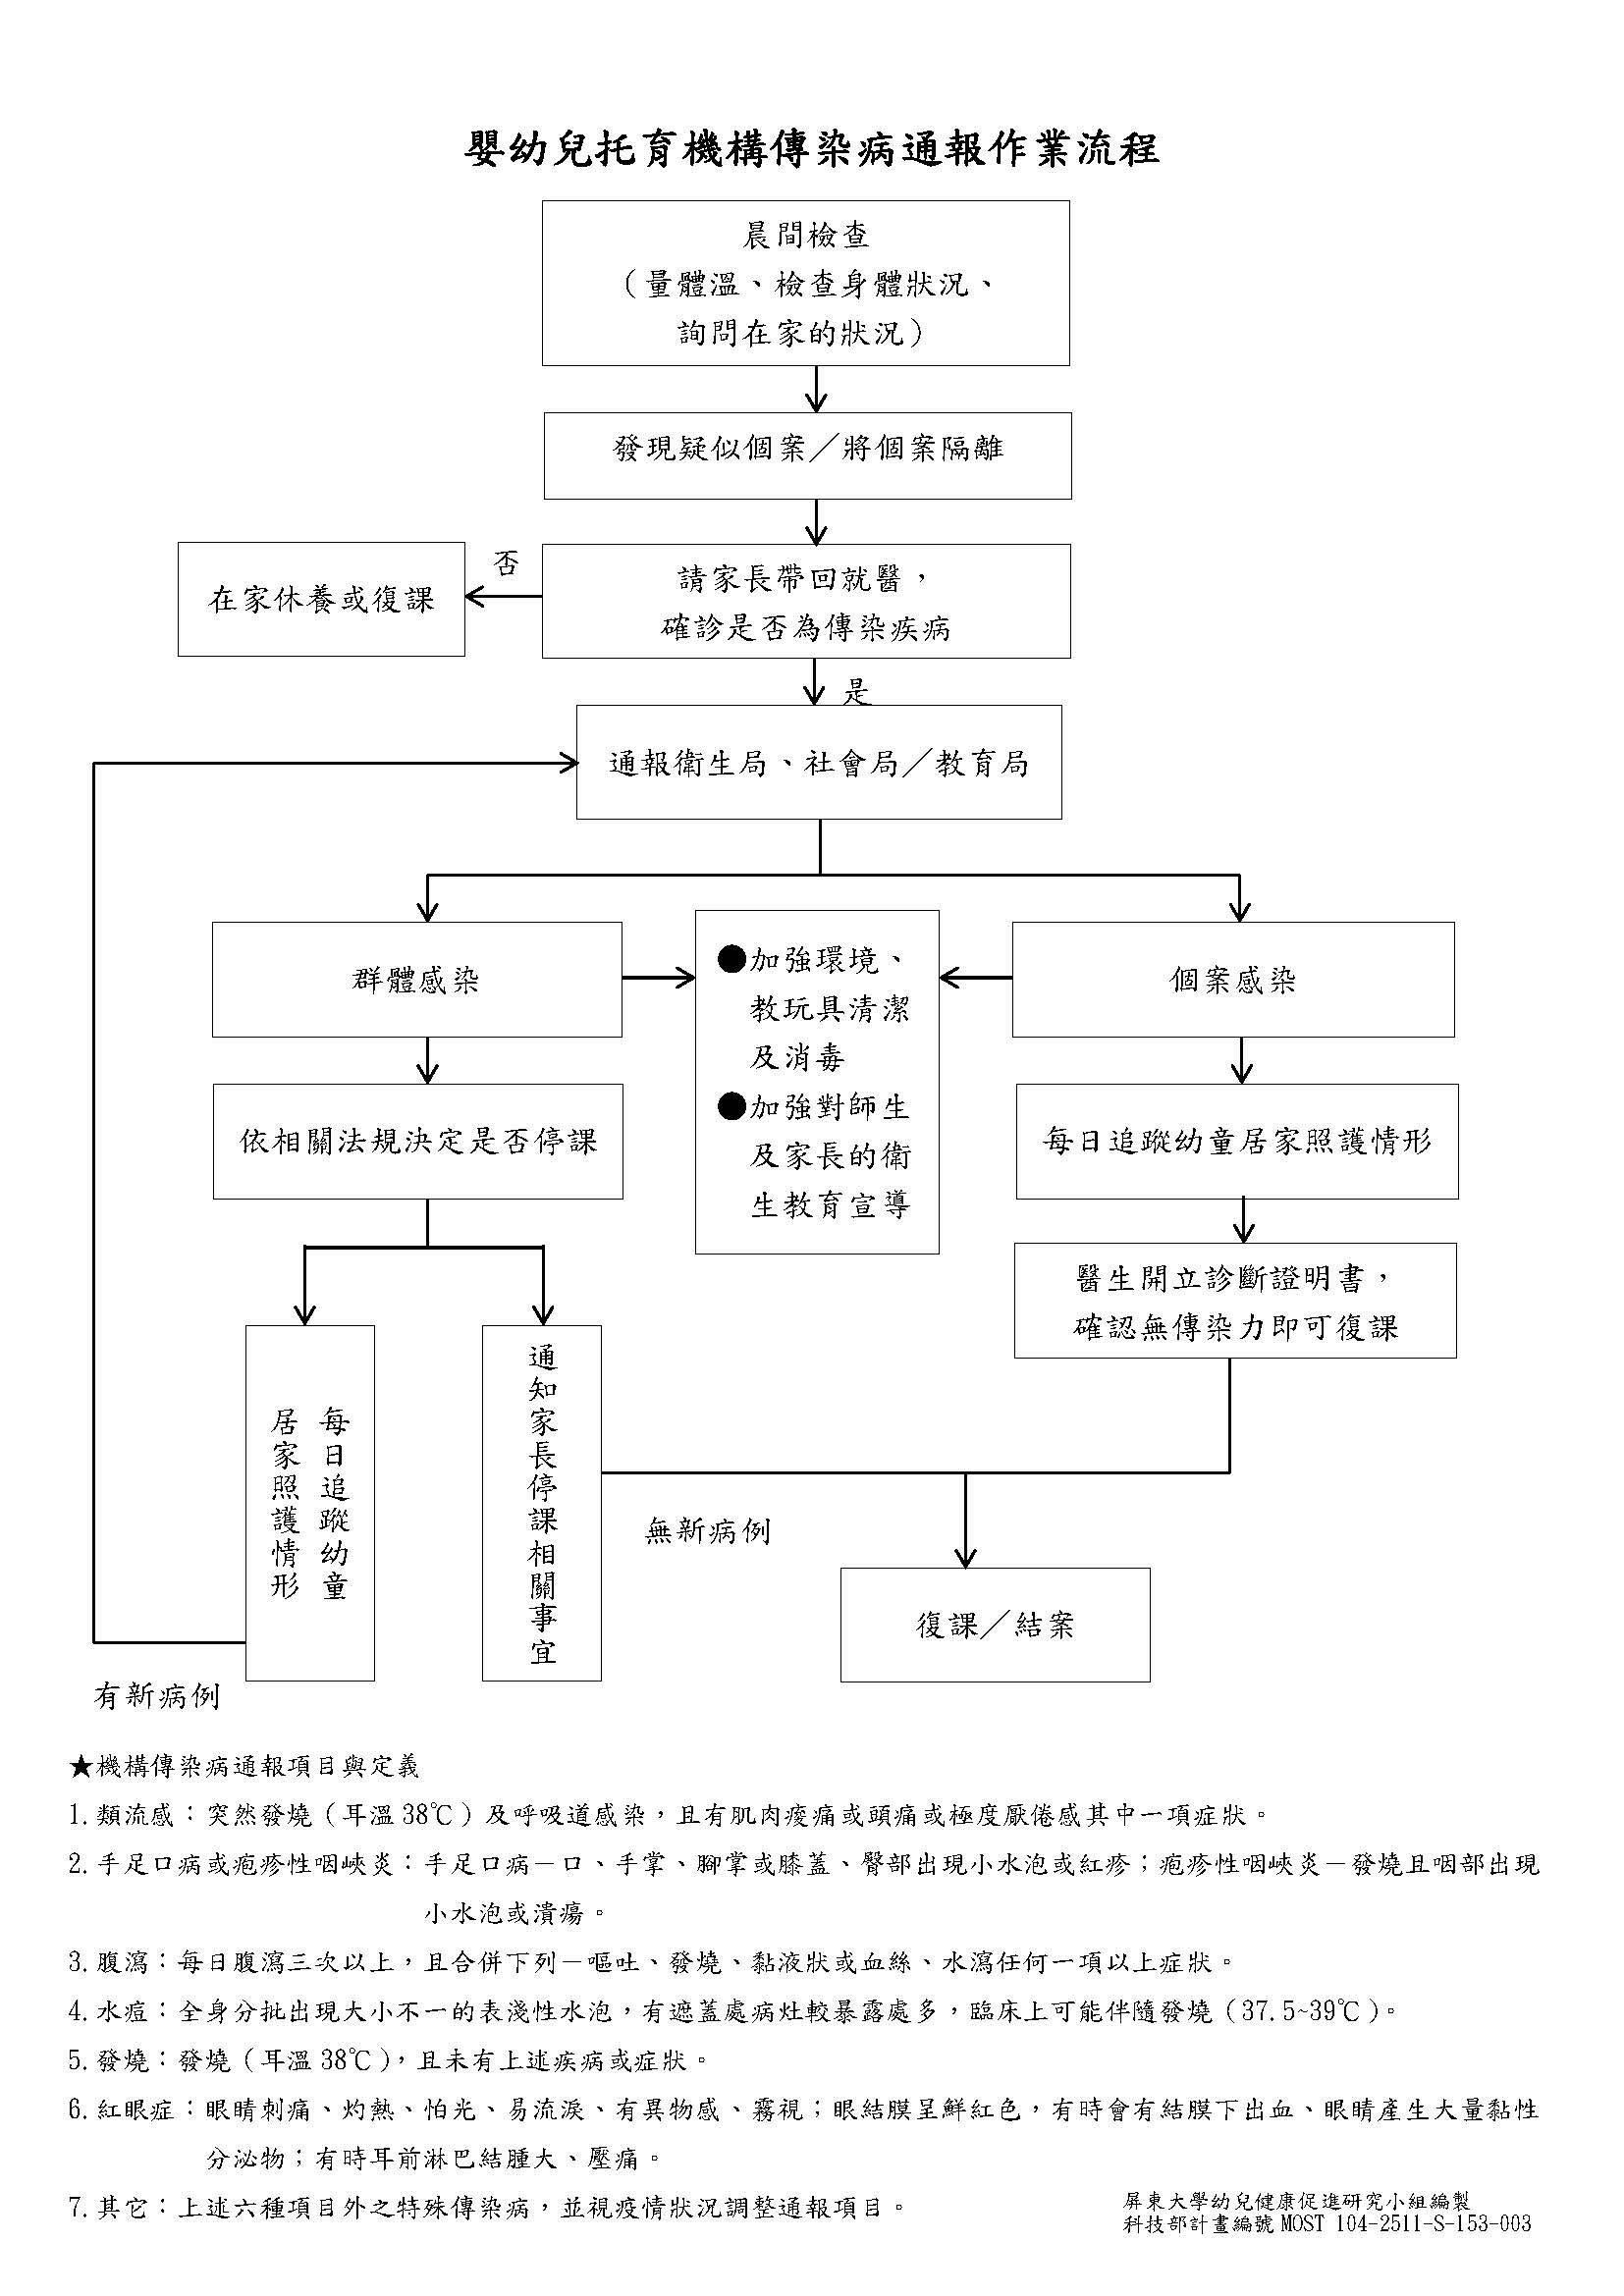 嬰幼兒托育機構傳染病通報作業流程
晨間檢查
（量體溫、檢查身體狀況、
詢問在家的狀況）
發現疑似個案／將個案隔離
否
在家休養或復課
請家長帶回就醫，
確診是否為傳染疾病
是
通報衛生局、社會局／教育局
群體感染
●加強環境、
教玩具清潔
及消毒
●加強對師生
及家長的衛
生教育宣導
個案感染
依相關法規決定是否停課
每日追蹤幼童居家照護情形
醫生開立診斷證明書，
確認無傳染力即可復課
每日追蹤幼童
居家照護情形
通知家長停課相關事宜
無新病例
復課／結案
有新病例
★機構傳染病通報項目與定義
1.類流感：突然發燒（耳溫38℃）及呼吸道感染，且有肌肉痠痛或頭痛或極度厭倦感其中一項症狀。
2.手足口病或疱疹性咽峽炎：手足口病－口、手掌、腳掌或膝蓋、臀部出現小水泡或紅疹；疱疹性咽峽炎－發燒且咽部出現
小水泡或潰瘍。
3.腹瀉：每日腹瀉三次以上，且合併下列－嘔吐、發燒、黏液狀或血絲、水瀉任何一項以上症狀。
4.水痘：全身分批出現大小不一的表淺性水泡，有遮蓋處病灶較暴露處多，臨床上可能伴隨發燒（37.5~39℃）。
5.發燒：發燒（耳溫38℃），且未有上述疾病或症狀。
6.紅眼症：眼睛刺痛、灼熱、怕光、易流淚、有異物感、霧視；眼結膜呈鮮紅色，有時會有結膜下出血、眼睛產生大量黏性
分泌物；有時耳前淋巴結腫大、壓痛。
7.其它：上述六種項目外之特殊傳染病，並視疫情狀況調整通報項目。
屏東大學幼兒健康促進研究小組編製
科技部計畫編號MOST 104-2511-S-153-003